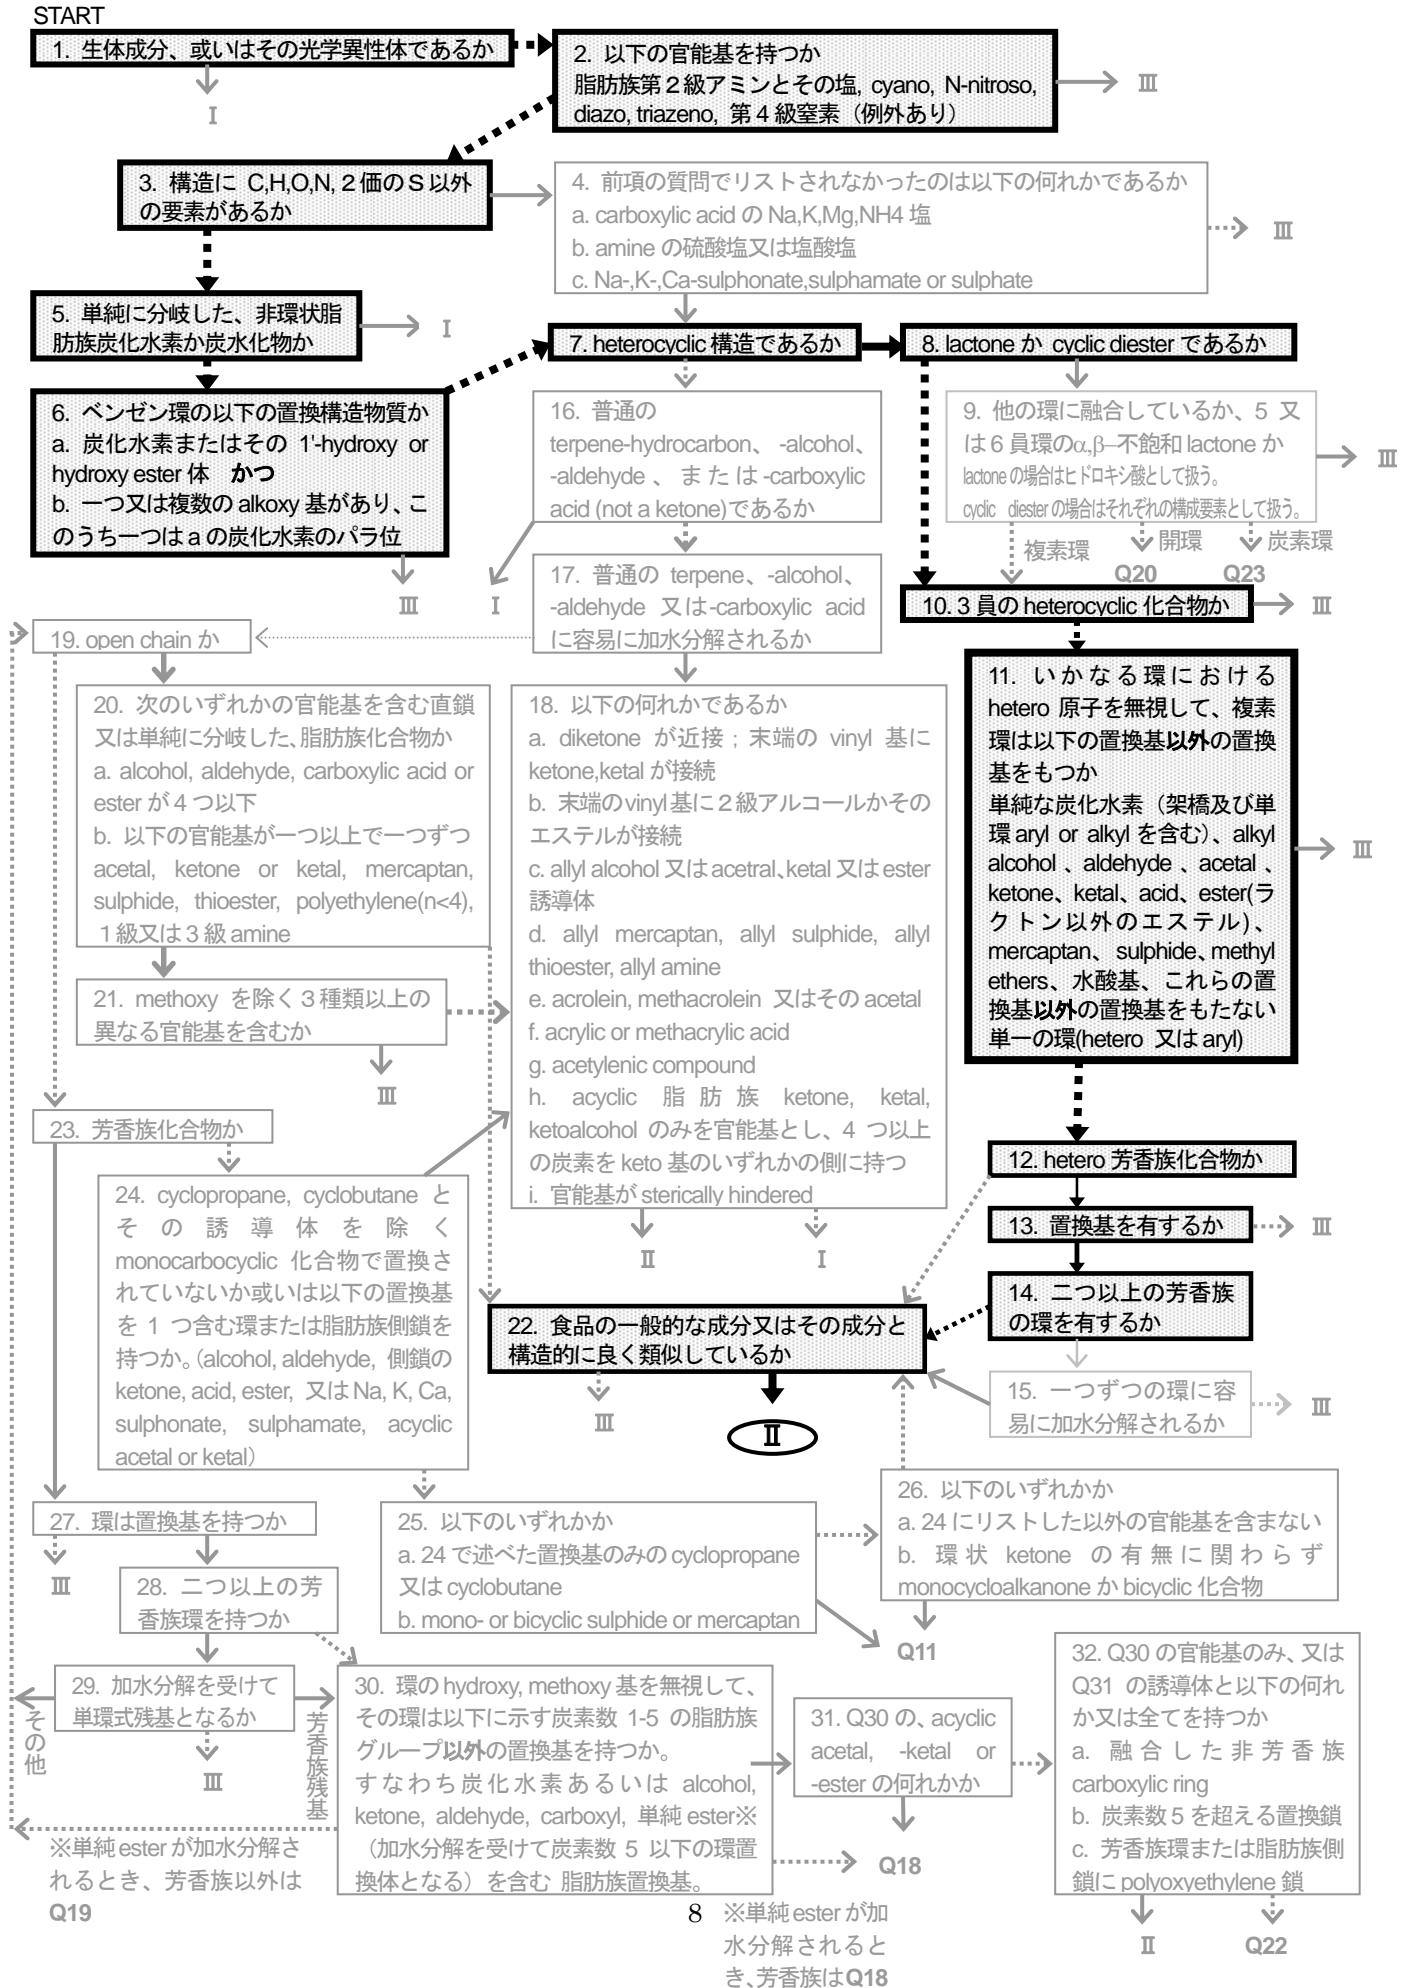 START
1. 生体成分、或いはその光学異性体であるか
I
2. 以下の官能基を持つか
脂肪族第２級アミンとその塩, cyano, N-nitroso,
diazo, triazeno, 第４級窒素（例外あり）
Ⅲ
3. 構造に C,H,O,N,２価のＳ以外
の要素があるか
4. 前項の質問でリストされなかったのは以下の何れかであるか
a. carboxylic acid の Na,K,Mg,NH4 塩
b. amine の硫酸塩又は塩酸塩
c. Na-,K-,Ca-sulphonate,sulphamate or sulphate
Ⅲ
5. 単純に分岐した、非環状脂
肪族炭化水素か炭水化物か
I
6. ベンゼン環の以下の置換構造物質か
a. 炭化水素またはその 1'-hydroxy or
hydroxy ester 体　かつ
b. 一つ又は複数の alkoxy 基があり、こ
のうち一つは a の炭化水素のパラ位
Ⅲ
7. heterocyclic 構造であるか
8. lactone か cyclic diester であるか
9. 他の環に融合しているか、5 又
は 6 員環のα,β–不飽和 lactone か
lactone の場合はヒドロキシ酸として扱う。
cyclic diester の場合はそれぞれの構成要素として扱う。
Ⅲ
複素環
開環
Q20
炭素環
Q23
10. 3 員の heterocyclic 化合物か
Ⅲ
16. 普通の
terpene-hydrocarbon、-alcohol、
-aldehyde 、または -carboxylic
acid (not a ketone)であるか
I
17. 普通の terpene、-alcohol、
-aldehyde 又は-carboxylic acid
に容易に加水分解されるか
19. open chain か
20. 次のいずれかの官能基を含む直鎖
又は単純に分岐した、脂肪族化合物か
a. alcohol, aldehyde, carboxylic acid or
ester が 4 つ以下
b. 以下の官能基が一つ以上で一つずつ
acetal, ketone or ketal, mercaptan,
sulphide, thioester, polyethylene(n<4),
１級又は３級 amine
21. methoxy を除く３種類以上の
異なる官能基を含むか
Ⅲ
18. 以下の何れかであるか
a. diketone が近接；末端の vinyl 基に
ketone,ketal が接続
b. 末端の vinyl 基に２級アルコールかその
エステルが接続
c. allyl alcohol 又は acetral、ketal 又は ester
誘導体
d. allyl mercaptan, allyl sulphide, allyl
thioester, allyl amine
e. acrolein, methacrolein 又はその acetal
f. acrylic or methacrylic acid
g. acetylenic compound
h. acyclic 脂肪族 ketone, ketal,
ketoalcohol のみを官能基とし、4 つ以上
の炭素を keto 基のいずれかの側に持つ
i. 官能基が sterically hindered
Ⅱ
I
11. いかなる環における
hetero 原子を無視して、複素
環は以下の置換基以外の置換
基をもつか
単純な炭化水素（架橋及び単
環 aryl or alkyl を含む）、alkyl
alcohol 、aldehyde 、acetal 、
ketone、ketal、acid、ester(ラ
クトン以外のエステル)、
mercaptan、 sulphide、methyl
ethers、水酸基、これらの置
換基以外の置換基をもたない
単一の環(hetero 又は aryl)
Ⅲ
12. hetero 芳香族化合物か
13. 置換基を有するか
Ⅲ
14. 二つ以上の芳香族
の環を有するか
15. 一つずつの環に容
易に加水分解されるか
Ⅲ
22. 食品の一般的な成分又はその成分と
構造的に良く類似しているか
Ⅲ
Ⅱ
23. 芳香族化合物か
24. cyclopropane, cyclobutane と
その誘導体を除く
monocarbocyclic 化合物で置換さ
れていないか或いは以下の置換基
を 1 つ含む環または脂肪族側鎖を
持つか。(alcohol, aldehyde, 側鎖の
ketone, acid, ester, 又は Na, K, Ca,
sulphonate, sulphamate, acyclic
acetal or ketal）
25. 以下のいずれかか
a. 24 で述べた置換基のみの cyclopropane
又は cyclobutane
b. mono- or bicyclic sulphide or mercaptan
Q11
26. 以下のいずれかか
a. 24 にリストした以外の官能基を含まない
b. 環状 ketone の有無に関わらず
monocycloalkanone か bicyclic 化合物
27. 環は置換基を持つか
Ⅲ
28. 二つ以上の芳
香族環を持つか
29. 加水分解を受けて
単環式残基となるか
その他
芳香族残基
Ⅲ
30. 環の hydroxy, methoxy 基を無視して、
その環は以下に示す炭素数 1-5 の脂肪族
グループ以外の置換基を持つか。
すなわち炭化水素あるいは alcohol,
ketone, aldehyde, carboxyl, 単純 ester※
（加水分解を受けて炭素数 5 以下の環置
換体となる）を含む 脂肪族置換基。
31. Q30 の、acyclic
acetal, -ketal or
-ester の何れかか
Q18
32. Q30 の官能基のみ、又は
Q31 の誘導体と以下の何れ
か又は全てを持つか
a. 融合した非芳香族
carboxylic ring
b. 炭素数 5 を超える置換鎖
c. 芳香族環または脂肪族側
鎖に polyoxyethylene 鎖
Ⅱ
Q22
※単純 ester が加水分解さ
れるとき、芳香族以外は
Q19
※単純 ester が加
水分解されると
き、芳香族は Q18
8